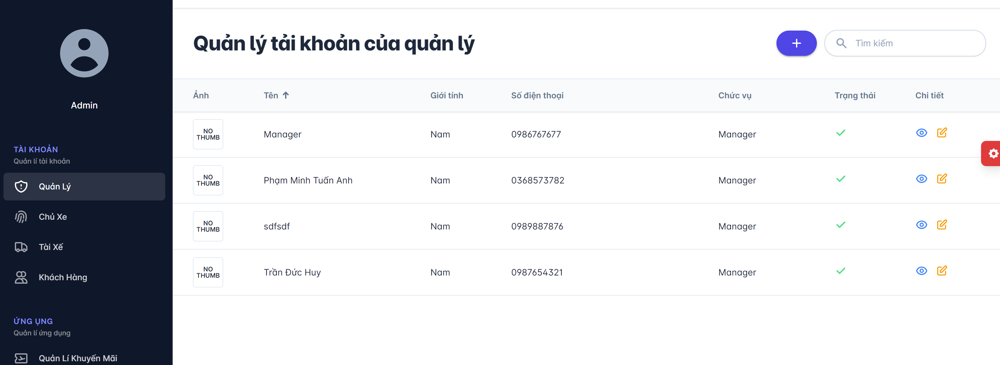 Admin
TÀI KHOẢN
Quản lí tài khoản
Quản Lý
Chủ Xe
Tài Xế
Khách Hàng
ỨNG ỤNG
Quản lí ứng dụng
Quản Lí Khuyến Mãi
Quản lý tải khoản của quản lý
Tìm kiếm
Ảnh Tên Giới tính Số điện thoại Chức vụ Trạng thái Chi tiết
NO THUMB Manager Nam 0986767677 Manager
NO THUMB Phạm Minh Tuấn Anh Nam 0368573782 Manager
NO THUMB sdfsdf Nam 0989887876 Manager
NO THUMB Trần Đức Huy Nam 0987654321 Manager